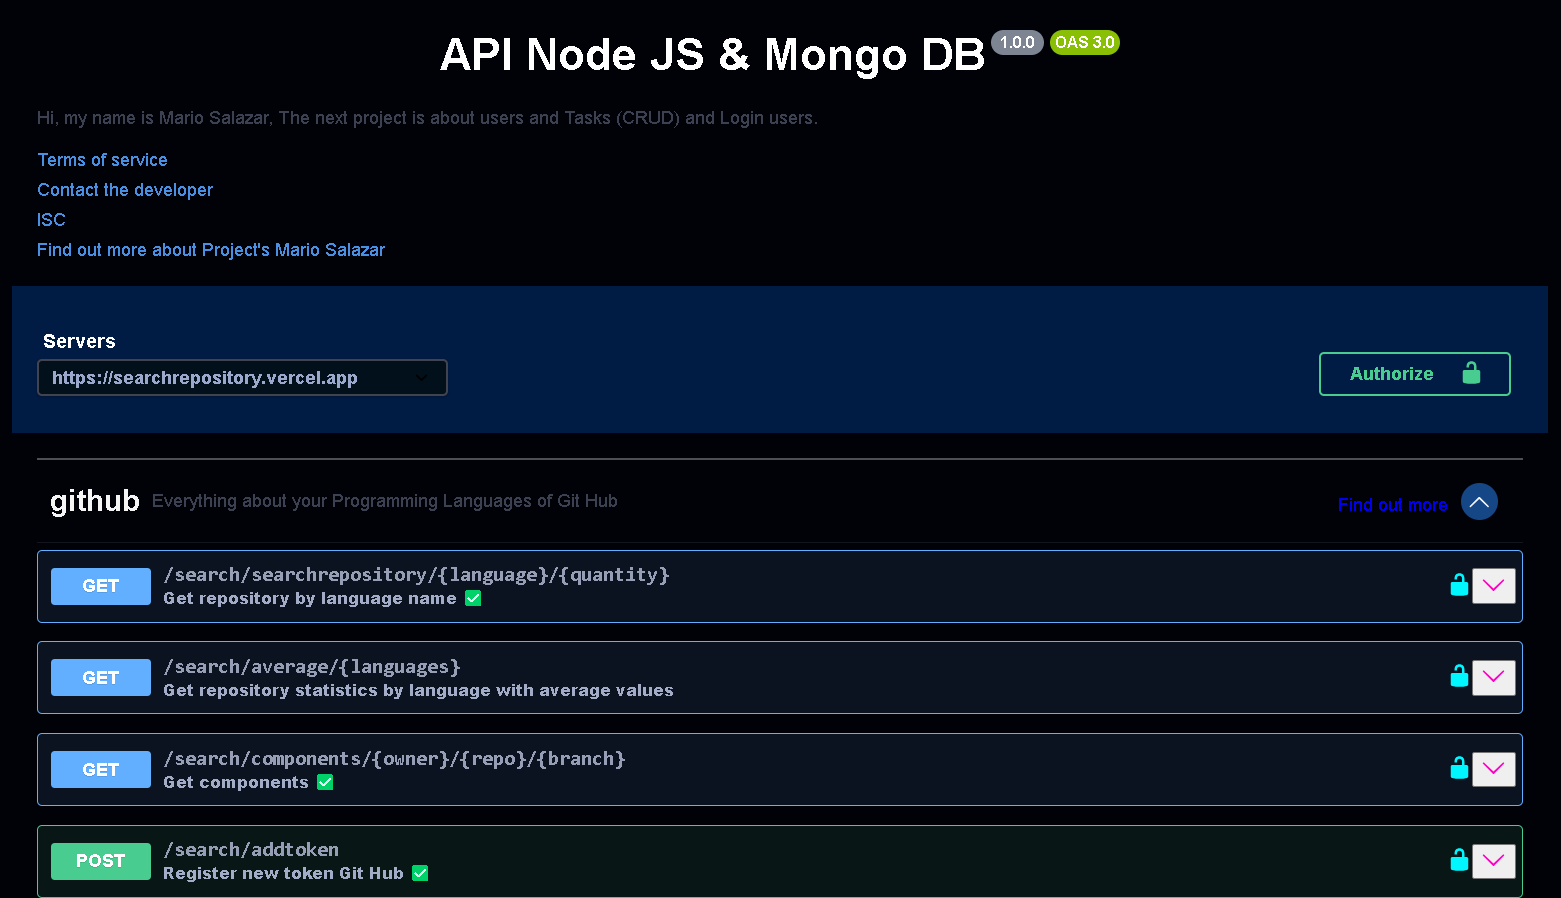 API Node JS & Mongo DB 1.0.0 OAS 3.0
Hi, my name is Mario Salazar, The next project is about users and Tasks (CRUD) and Login users.
Terms of service
Contact the developer
ISC
Find out more about Project's Mario Salazar
Servers
https://searchrepository.vercel.app
Authorize
github Everything about your Programming Languages of Git Hub Find out more
GET /search/searchrepository/{language}/{quantity}
Get repository by language name ✅
GET /search/average/{languages}
Get repository statistics by language with average values
GET /search/components/{owner}/{repo}/{branch}
Get components ✅
POST /search/addtoken
Register new token Git Hub ✅